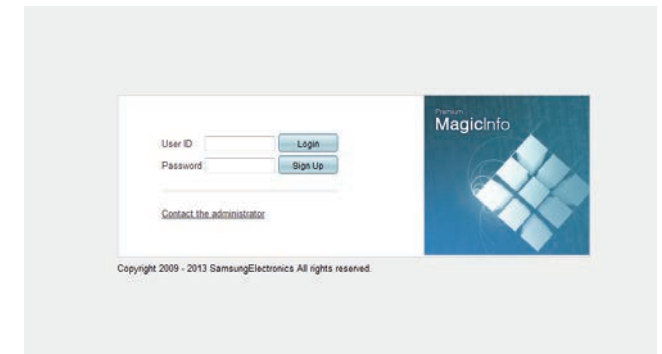 Premium
MagicInfo
User ID
Login
Password
Sign Up
Contact the administrator
Copyright 2009 - 2013 SamsungElectronics All rights reserved.